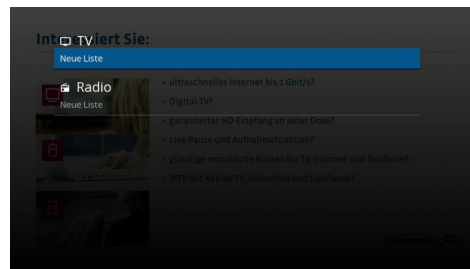 Interessiert Sie:
TV
Neue Liste
Radio
Neue Liste
• ultraschnelles Internet bis 1 Gbit/s?
• Digital-TV?
• garantierter HD-Empfang an jeder Dose?
• Live-Pause und Aufnahmefunktion?
• günstige monatliche Kosten für TV, Internet und Telefonie?
• IPTV mit Replay TV, Aufnahme und LivePause?